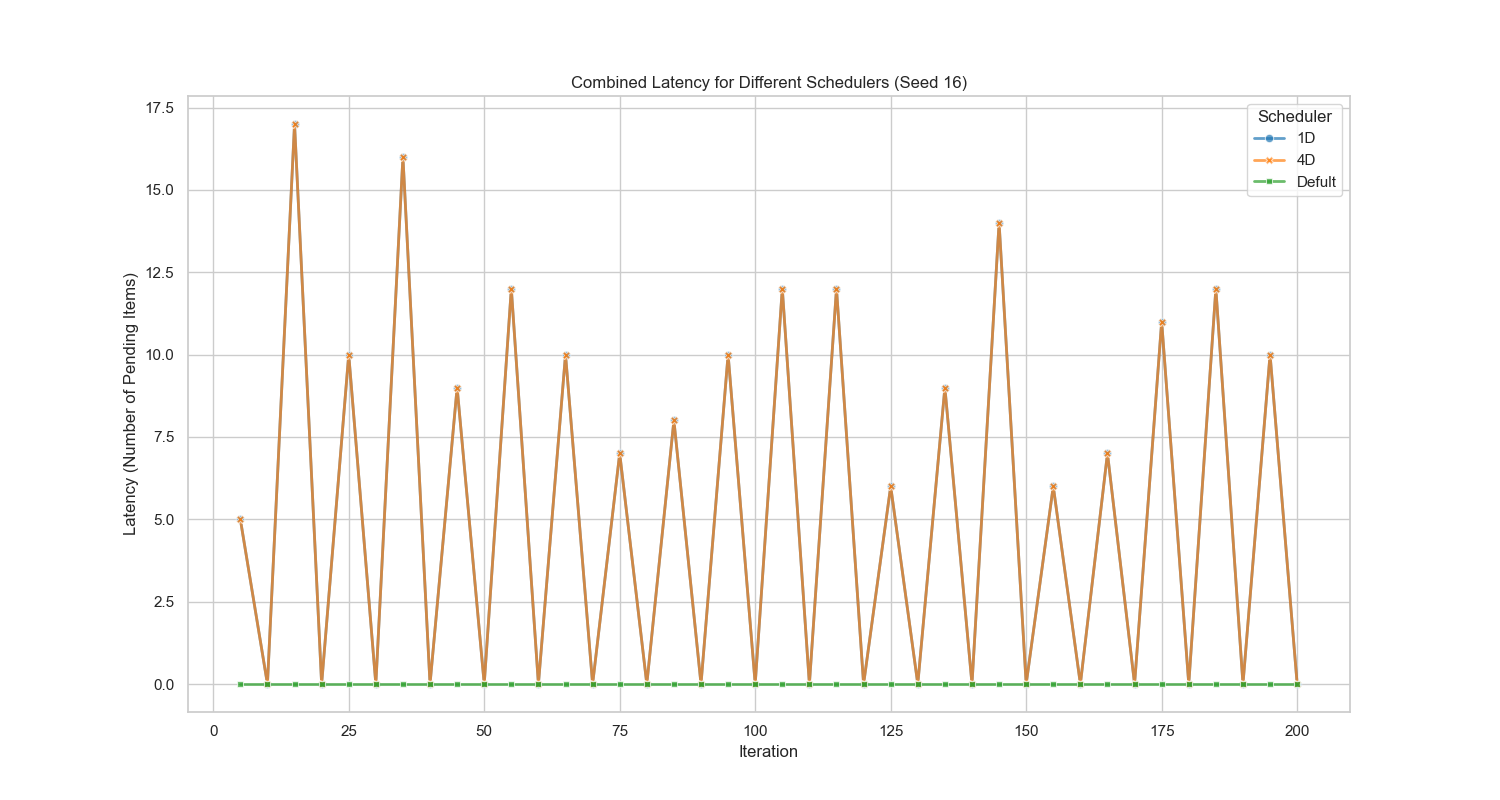 Combined Latency for Different Schedulers (Seed 16)
Scheduler
1D
4D
Defult
Latency (Number of Pending Items)
17.5
15.0
12.5
10.0
7.5
5.0
2.5
0.0
0 25 50 75 100 125 150 175 200
Iteration